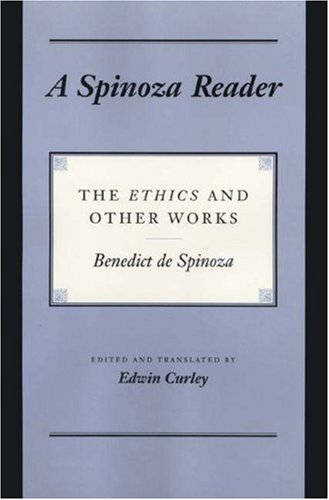 A Spinoza Reader
THE ETHICS AND
OTHER WORKS
Benedict de Spinoza
EDITED AND TRANSLATED BY
Edwin Curley